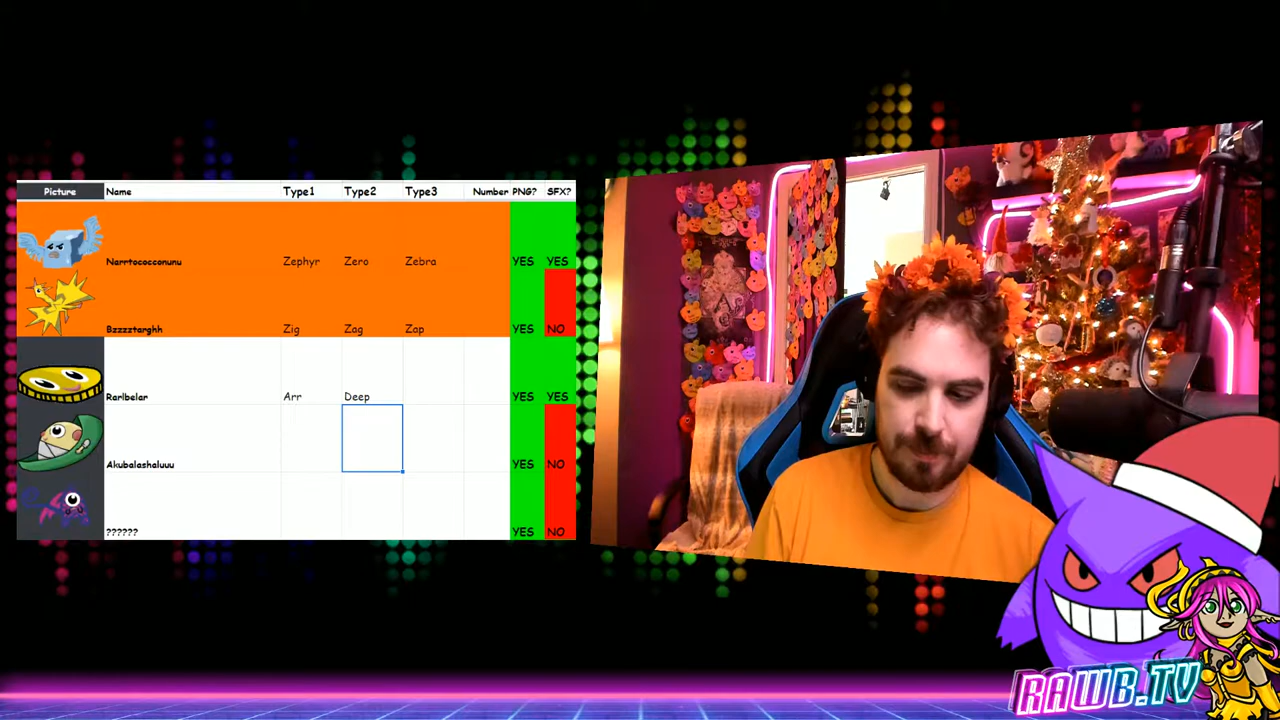 Picture Name Type1 Type2 Type3 Number PNG? SFX?
Narrtococconunu Zephyr Zero Zebra YES YES
Bzzzztarghh Zig Zag Zap YES NO
Rarlbelar Arr Deep YES YES
Akubalashaluuu YES NO
?????? YES NO
RAWB.TV